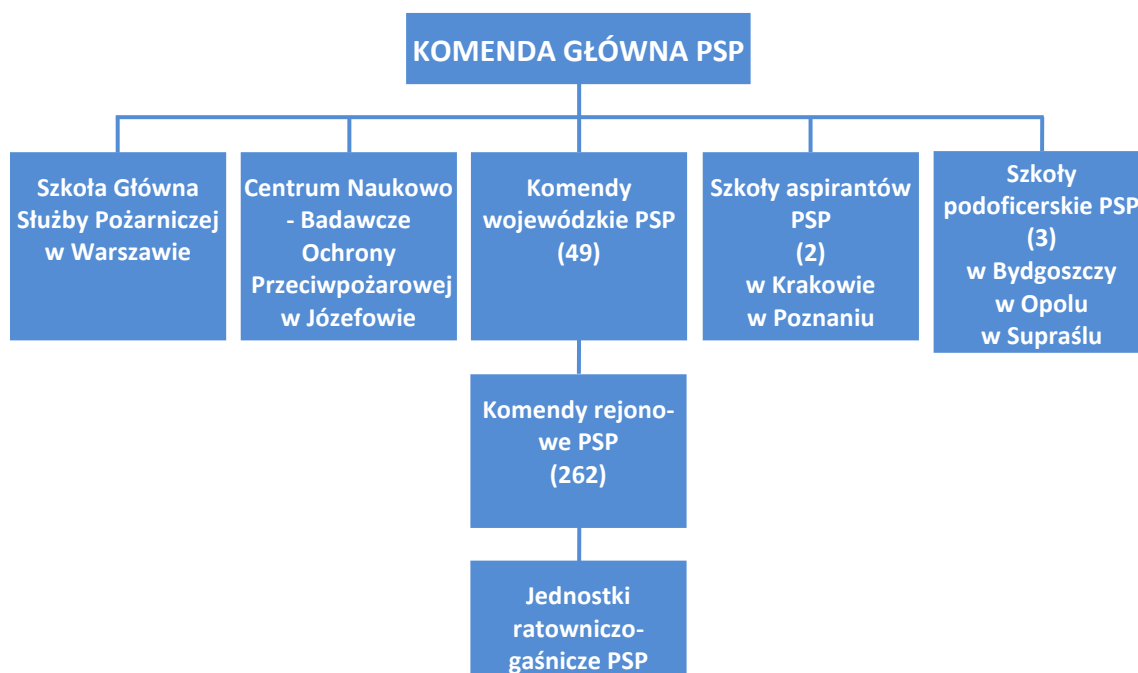 KOMENDA GŁÓWNA PSP
Szkoła Główna
Służby Pożarniczej
w Warszawie
Centrum Naukowo
- Badawcze
Ochrony
Przeciwpożarowej
w Józefowie
Komendy
wojewódzkie PSP
(49)
Szkoły aspirantów
PSP
(2)
w Krakowie
w Poznaniu
Szkoły
podoficerskie PSP
(3)
w Bydgoszczy
w Opolu
w Supraślu
Komendy rejono-
we PSP
(262)
Jednostki
ratowniczo-
gaśnicze PSP